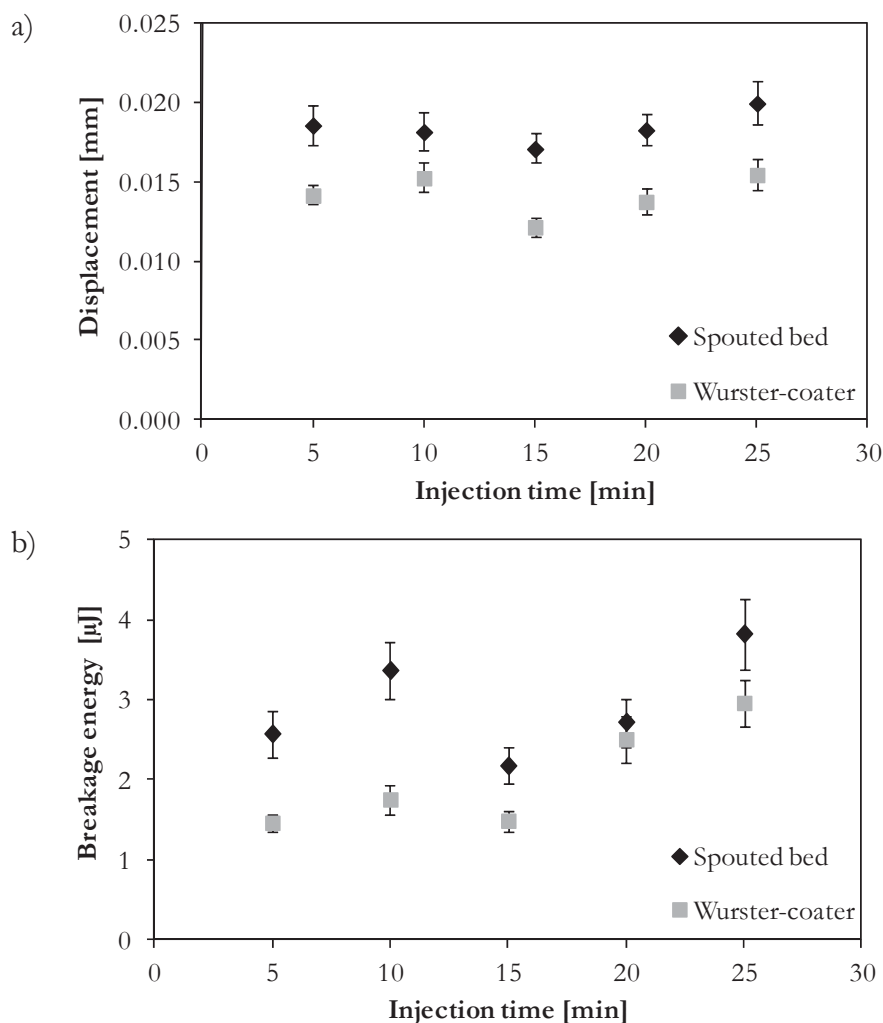 a)
0.025
0.020
0.015
0.010
0.005
0.000
Displacement [mm]
Spouted bed
Wurster-coater
0 5 10 15 20 25 30
Injection time [min]
b)
5
4
3
2
1
0
Breakage energy [µJ]
Spouted bed
Wurster-coater
0 5 10 15 20 25 30
Injection time [min]